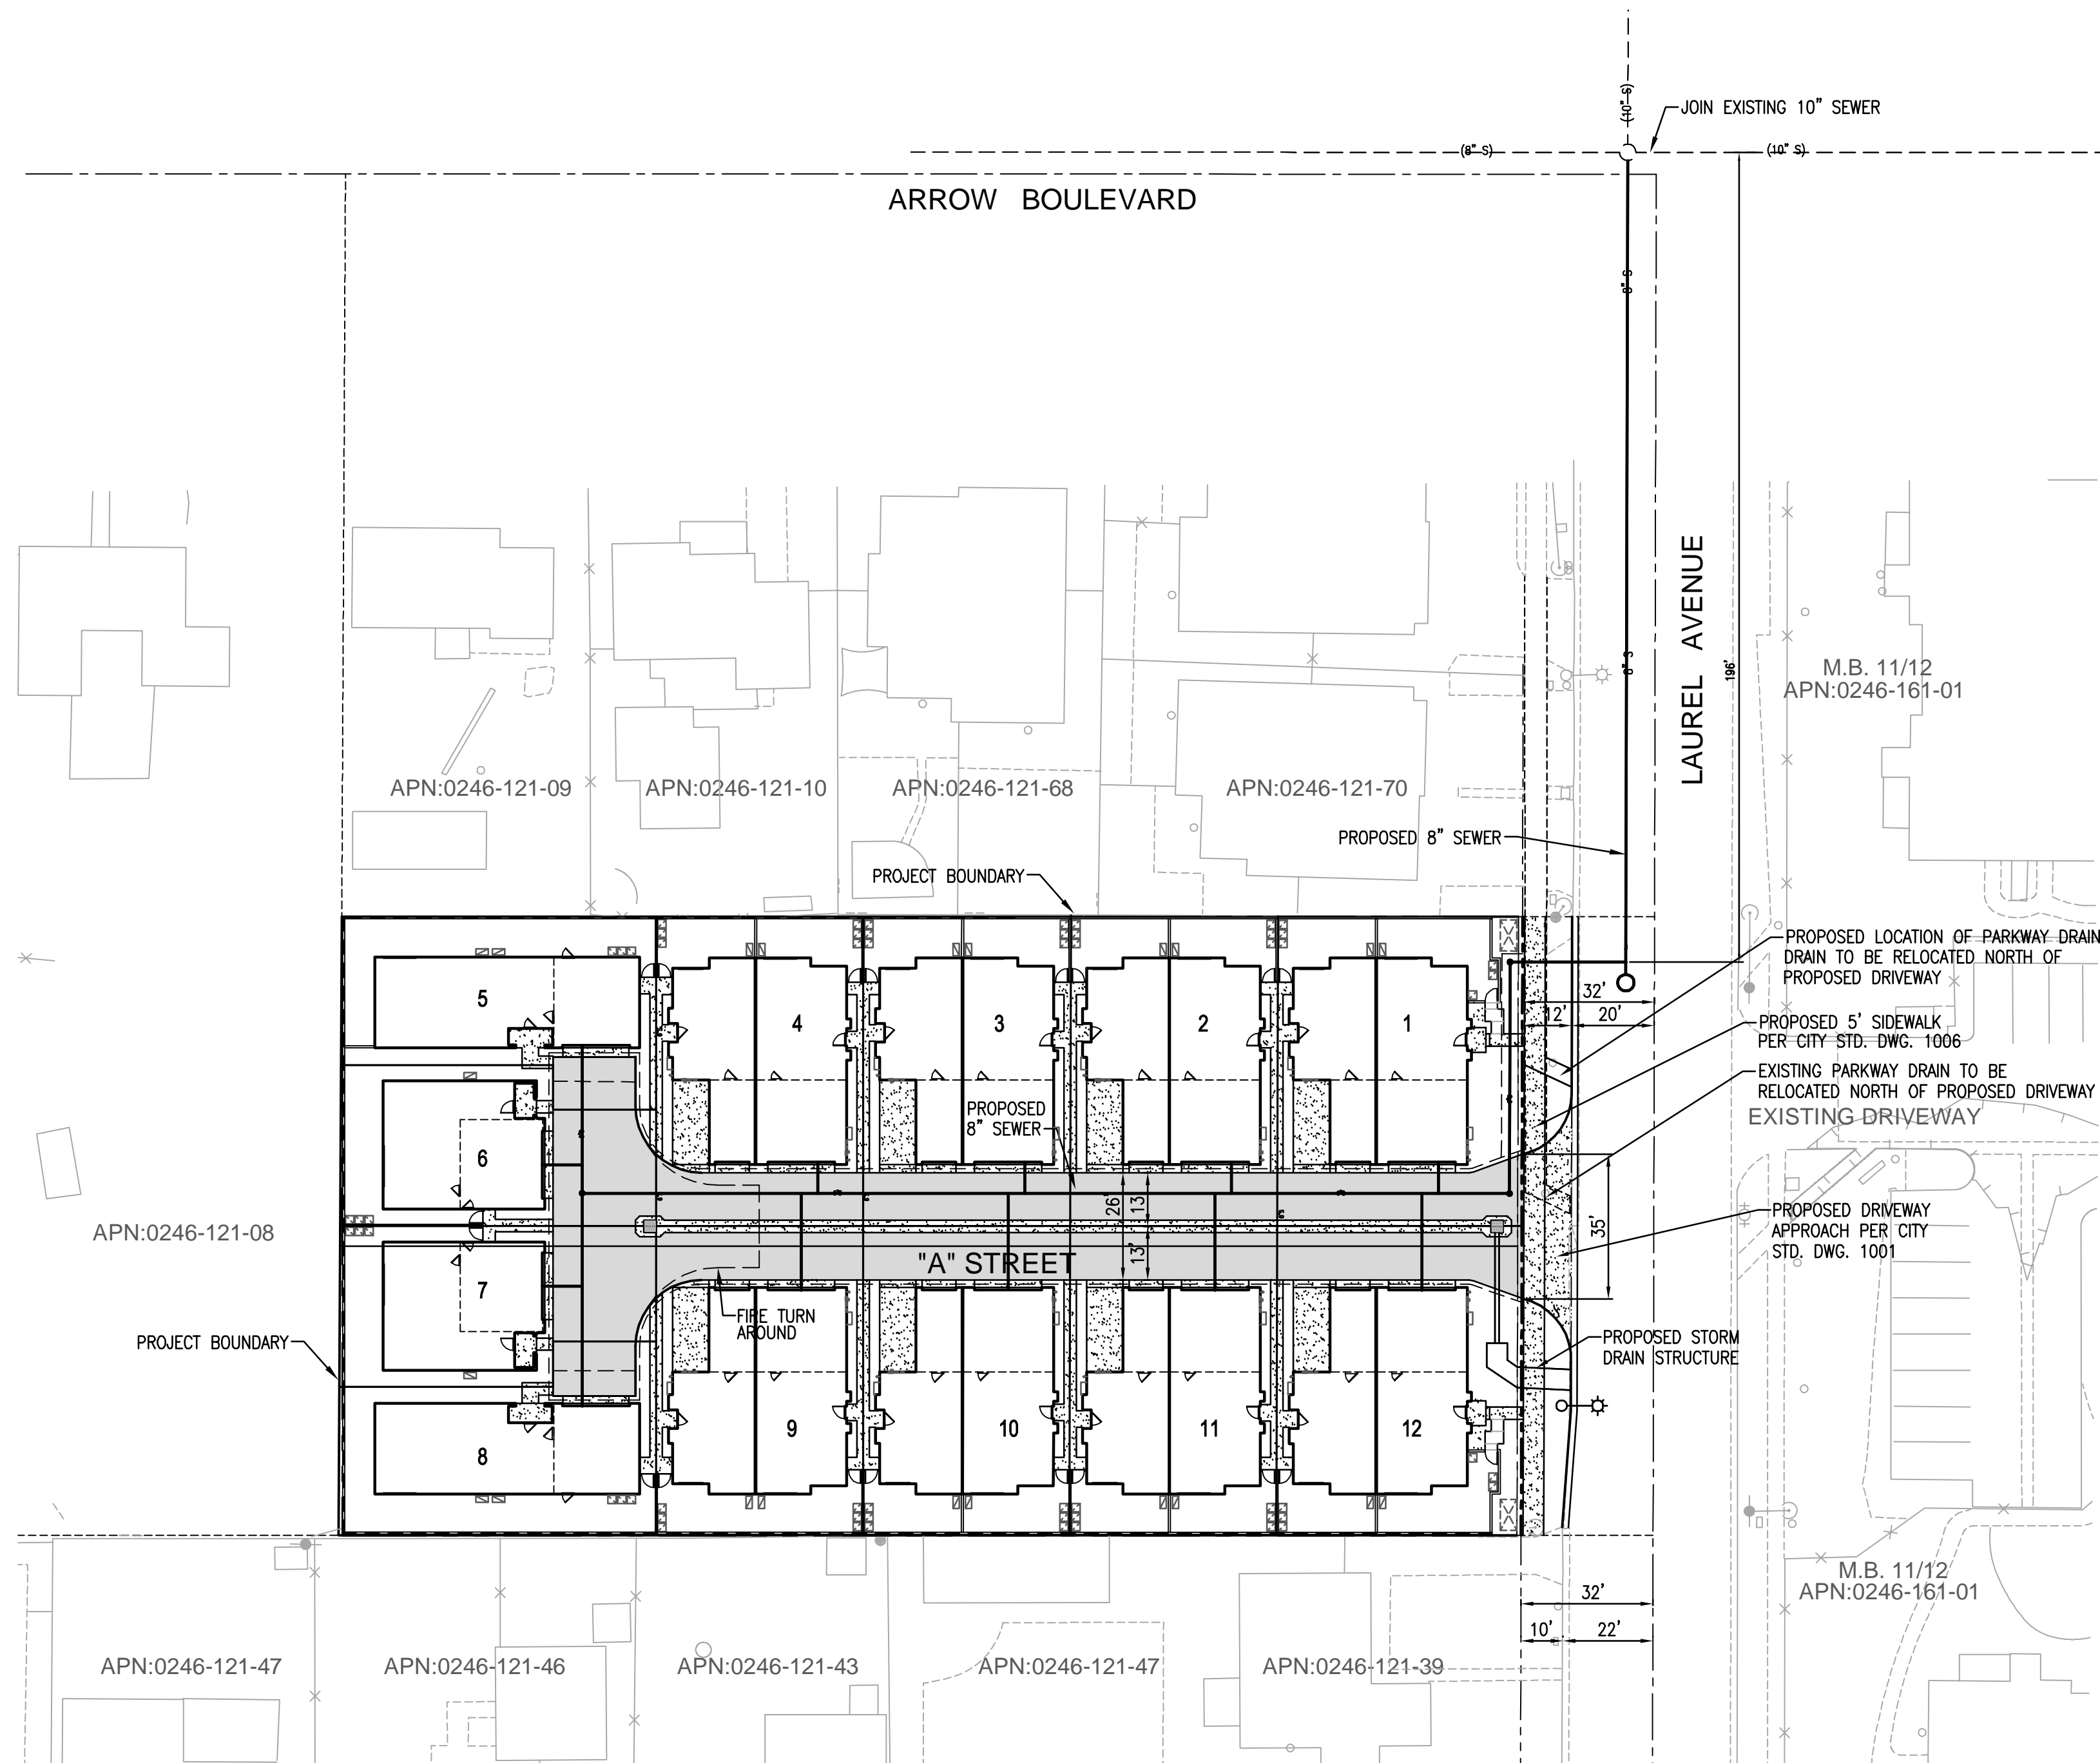 (10" S)
JOIN EXISTING 10" SEWER
(8" S)
(10" S)
ARROW BOULEVARD
8" S
LAUREL AVENUE
8" S
196'
M.B. 11/12
APN:0246-161-01
APN:0246-121-09
APN:0246-121-10
APN:0246-121-68
APN:0246-121-70
PROPOSED 8" SEWER
PROJECT BOUNDARY
PROPOSED LOCATION OF PARKWAY DRAIN
DRAIN TO BE RELOCATED NORTH OF
PROPOSED DRIVEWAY
32'
12'
20'
5
4
3
2
1
PROPOSED 5' SIDEWALK
PER CITY STD. DWG. 1006
EXISTING PARKWAY DRAIN TO BE
RELOCATED NORTH OF PROPOSED DRIVEWAY
EXISTING DRIVEWAY
PROPOSED
8" SEWER
6
26'
13'
13'
35'
APN:0246-121-08
PROPOSED DRIVEWAY
APPROACH PER CITY
STD. DWG. 1001
"A" STREET
7
FIRE TURN
AROUND
PROJECT BOUNDARY
PROPOSED STORM
DRAIN STRUCTURE
8
9
10
11
12
M.B. 11/12
APN:0246-161-01
32'
10'
22'
APN:0246-121-47
APN:0246-121-46
APN:0246-121-43
APN:0246-121-47
APN:0246-121-39